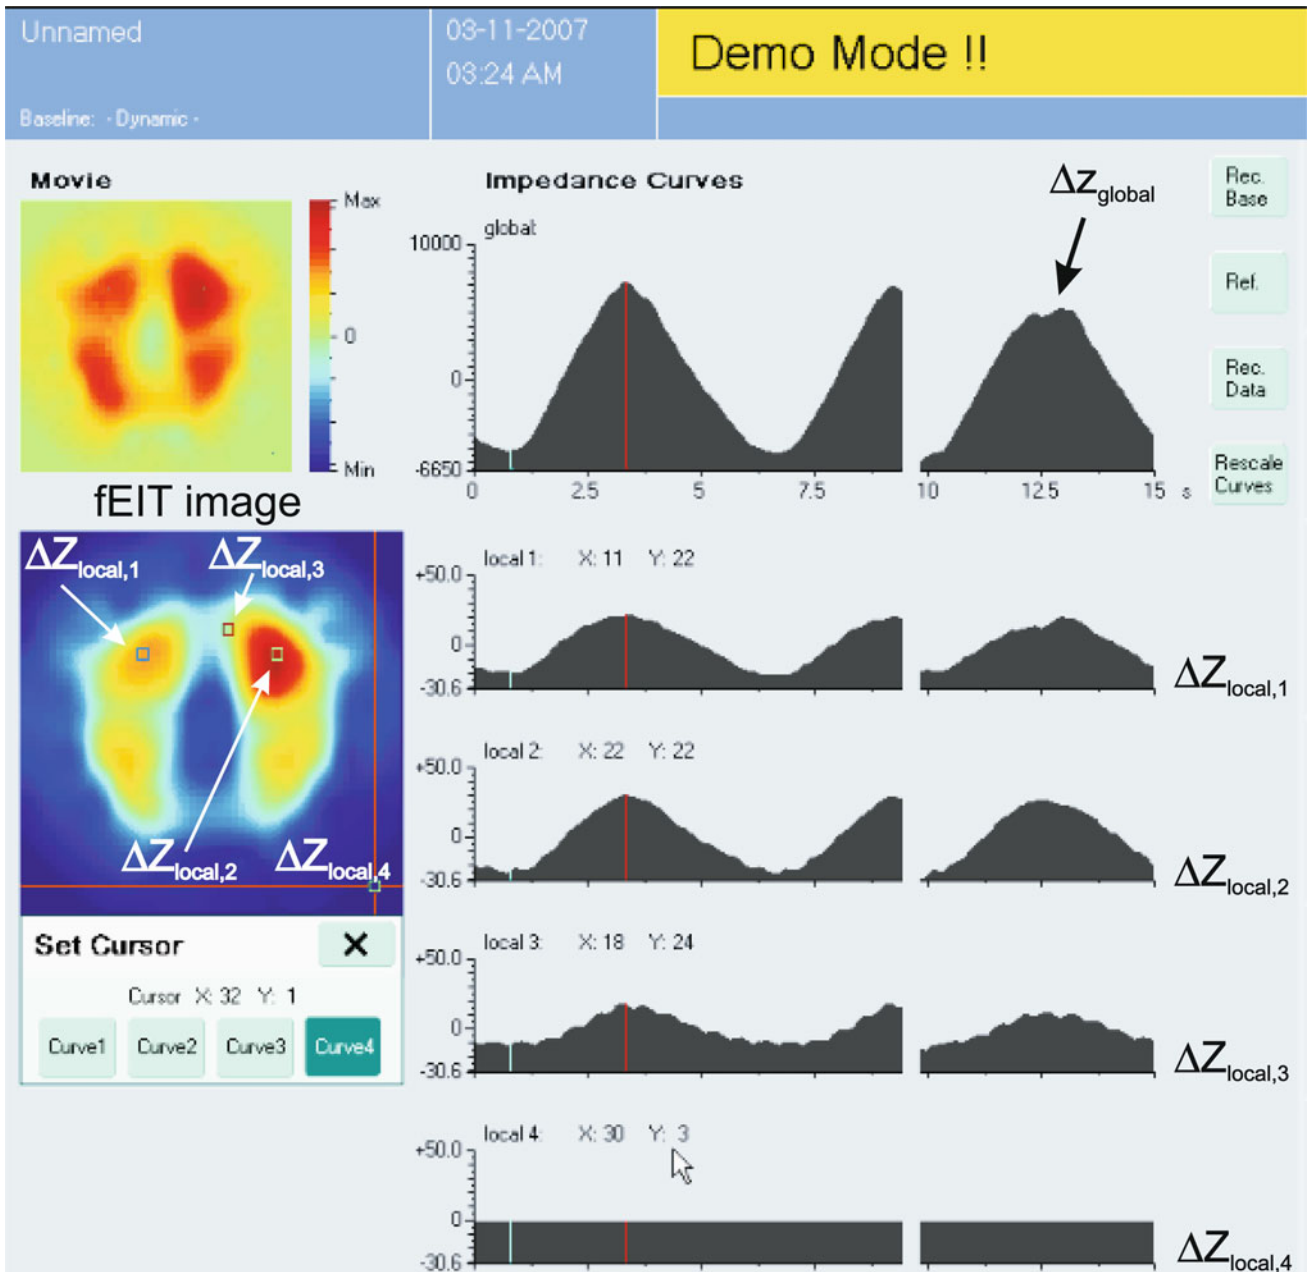 Unnamed
03-11-2007
03:24 AM
Demo Mode !!
Baseline: - Dynamic -
Movie
Max
0
Min
Impedance Curves
global:
ΔZglobal
10000
0
-6650
0 2.5 5 7.5 10 12.5 15 s
Rec. Base
Ref.
Rec. Data
Rescale Curves
fEIT image
ΔZlocal,1
ΔZlocal,3
ΔZlocal,2
ΔZlocal,4
Set Cursor X
Cursor X: 32 Y: 1
Curve1 Curve2 Curve3 Curve4
local 1: X: 11 Y: 22
+50.0
0
-30.6
ΔZlocal,1
local 2: X: 22 Y: 22
+50.0
0
-30.6
ΔZlocal,2
local 3: X: 18 Y: 24
+50.0
0
-30.6
ΔZlocal,3
local 4: X: 30 Y: 3
+50.0
0
-30.6
ΔZlocal,4